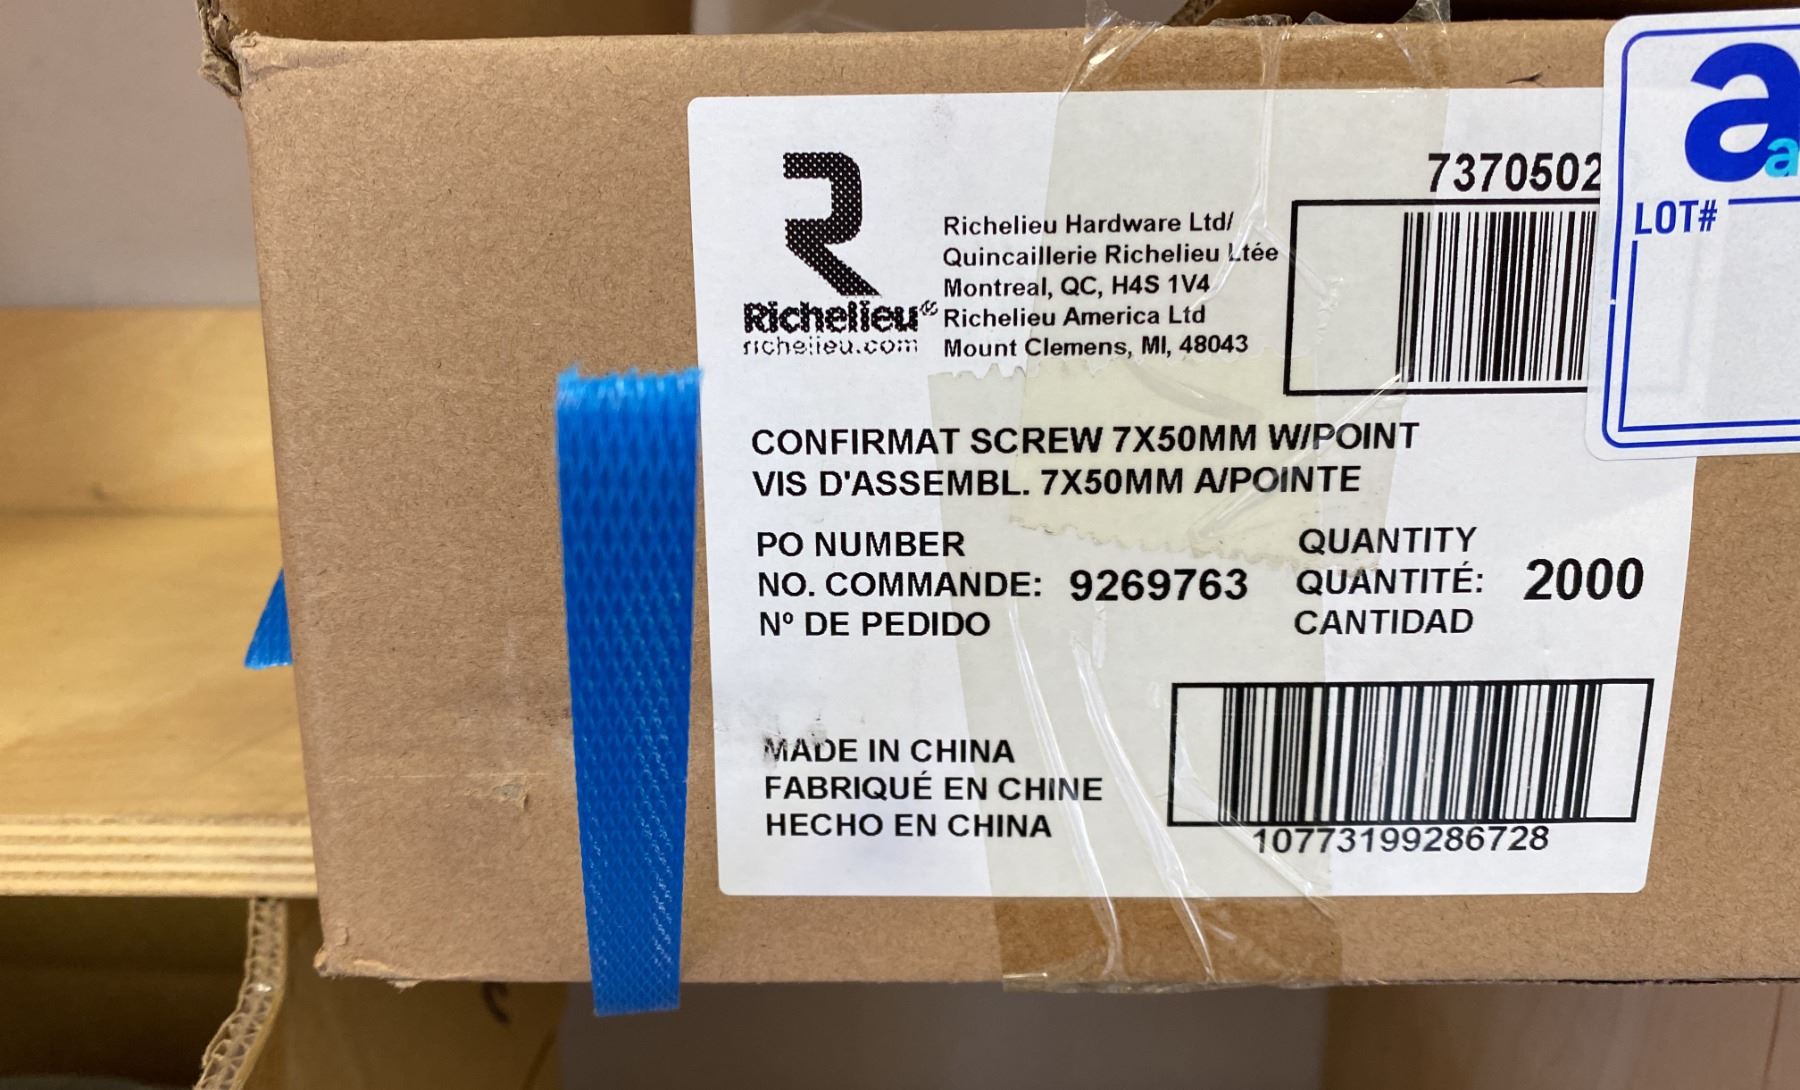 Richelieu®
richelieu.com
Richelieu Hardware Ltd/
Quincaillerie Richelieu Ltée
Montreal, QC, H4S 1V4
Richelieu America Ltd
Mount Clemens, MI, 48043
7370502
a
a
LOT#
CONFIRMAT SCREW 7X50MM W/POINT
VIS D'ASSEMBL. 7X50MM A/POINTE
PO NUMBER
NO. COMMANDE: 9269763
Nº DE PEDIDO
QUANTITY
QUANTITÉ: 2000
CANTIDAD
MADE IN CHINA
FABRIQUÉ EN CHINE
HECHO EN CHINA
10773199286728